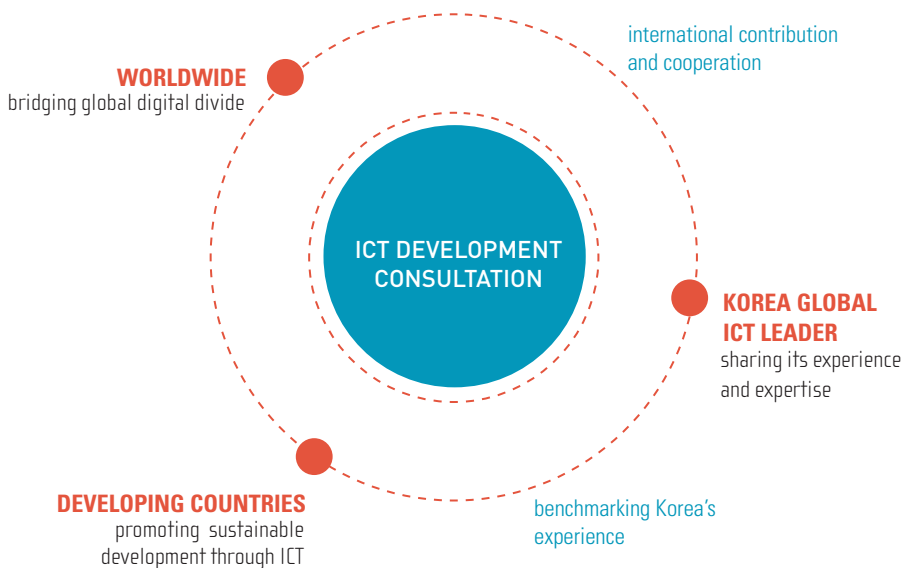 international contribution
and cooperation
WORLDWIDE
bridging global digital divide
ICT DEVELOPMENT
CONSULTATION
KOREA GLOBAL
ICT LEADER
sharing its experience
and expertise
DEVELOPING COUNTRIES
promoting sustainable
development through ICT
benchmarking Korea's
experience